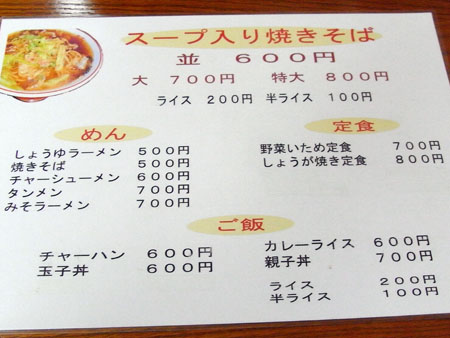 スープ入り焼きそば
並 600円
大 700円 特大 800円
ライス 200円 半ライス 100円
めん
しょうゆラーメン 500円
焼きそば 500円
チャーシューメン 600円
タンメン 700円
みそラーメン 700円
定食
野菜いため定食 700円
しょうが焼き定食 800円
ご飯
チャーハン 600円
玉子丼 600円
カレーライス 600円
親子丼 700円
ライス 200円
半ライス 100円